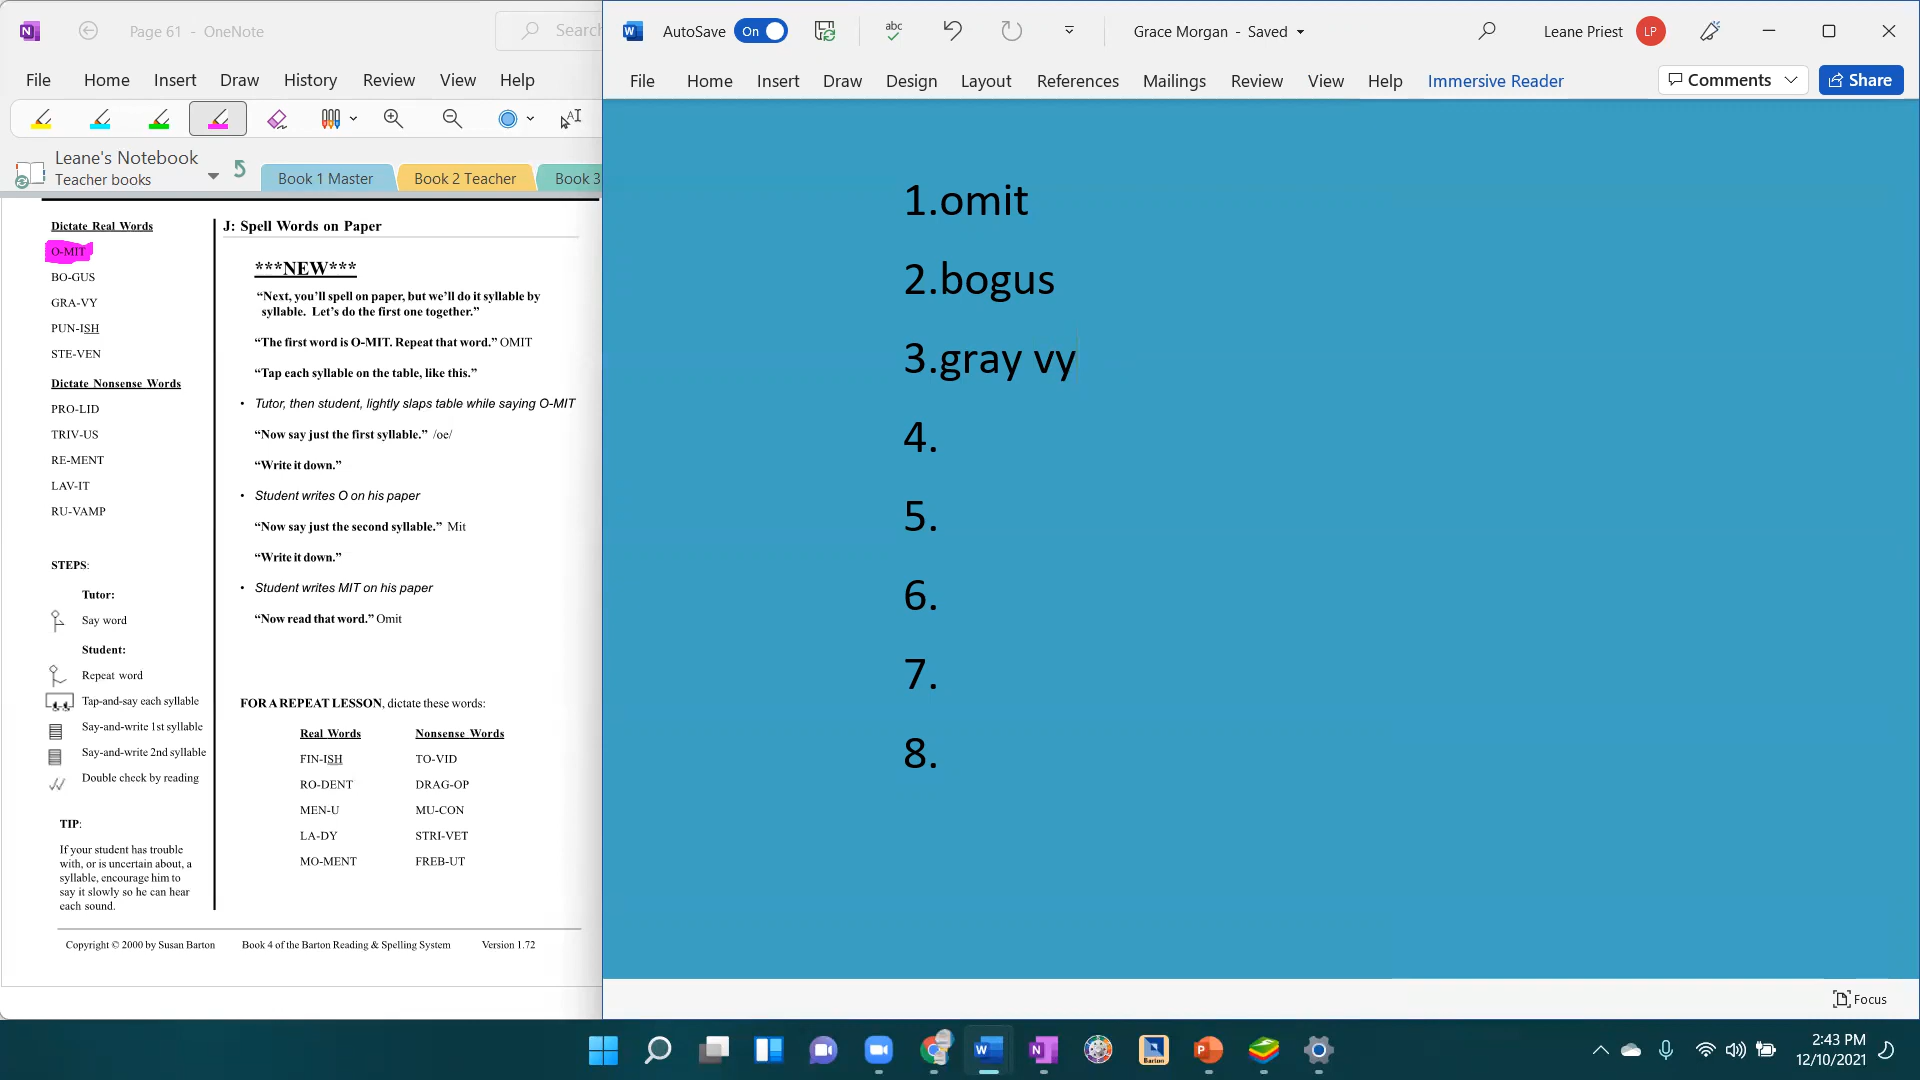 Page 61 - OneNote
Search
File Home Insert Draw History Review View Help
AI
Leane's Notebook
Teacher books
Book 1 Master
Book 2 Teacher
Book 3
Dictate Real Words
O-MIT
BO-GUS
GRA-VY
PUN-ISH
STE-VEN
Dictate Nonsense Words
PRO-LID
TRIV-US
RE-MENT
LAV-IT
RU-VAMP
STEPS:
Tutor:
Say word
Student:
Repeat word
Tap-and-say each syllable
Say-and-write 1st syllable
Say-and-write 2nd syllable
Double check by reading
TIP:
If your student has trouble
with, or is uncertain about, a
syllable, encourage him to
say it slowly so he can hear
each sound.
J: Spell Words on Paper
***NEW***
“Next, you’ll spell on paper, but we’ll do it syllable by
syllable. Let’s do the first one together.”
“The first word is O-MIT. Repeat that word.” OMIT
“Tap each syllable on the table, like this.”
• Tutor, then student, lightly slaps table while saying O-MIT
“Now say just the first syllable.” /oe/
“Write it down.”
• Student writes O on his paper
“Now say just the second syllable.” Mit
“Write it down.”
• Student writes MIT on his paper
“Now read that word.” Omit
FOR A REPEAT LESSON, dictate these words:
Real Words Nonsense Words
FIN-ISH TO-VID
RO-DENT DRAG-OP
MEN-U MU-CON
LA-DY STRI-VET
MO-MENT FREB-UT
Copyright © 2000 by Susan Barton Book 4 of the Barton Reading & Spelling System Version 1.72
AutoSave On abc Grace Morgan - Saved Leane Priest LP
File Home Insert Draw Design Layout References Mailings Review View Help Immersive Reader Comments Share
1.omit
2.bogus
3.gray vy
4.
5.
6.
7.
8.
Focus
Barton
2:43 PM
12/10/2021